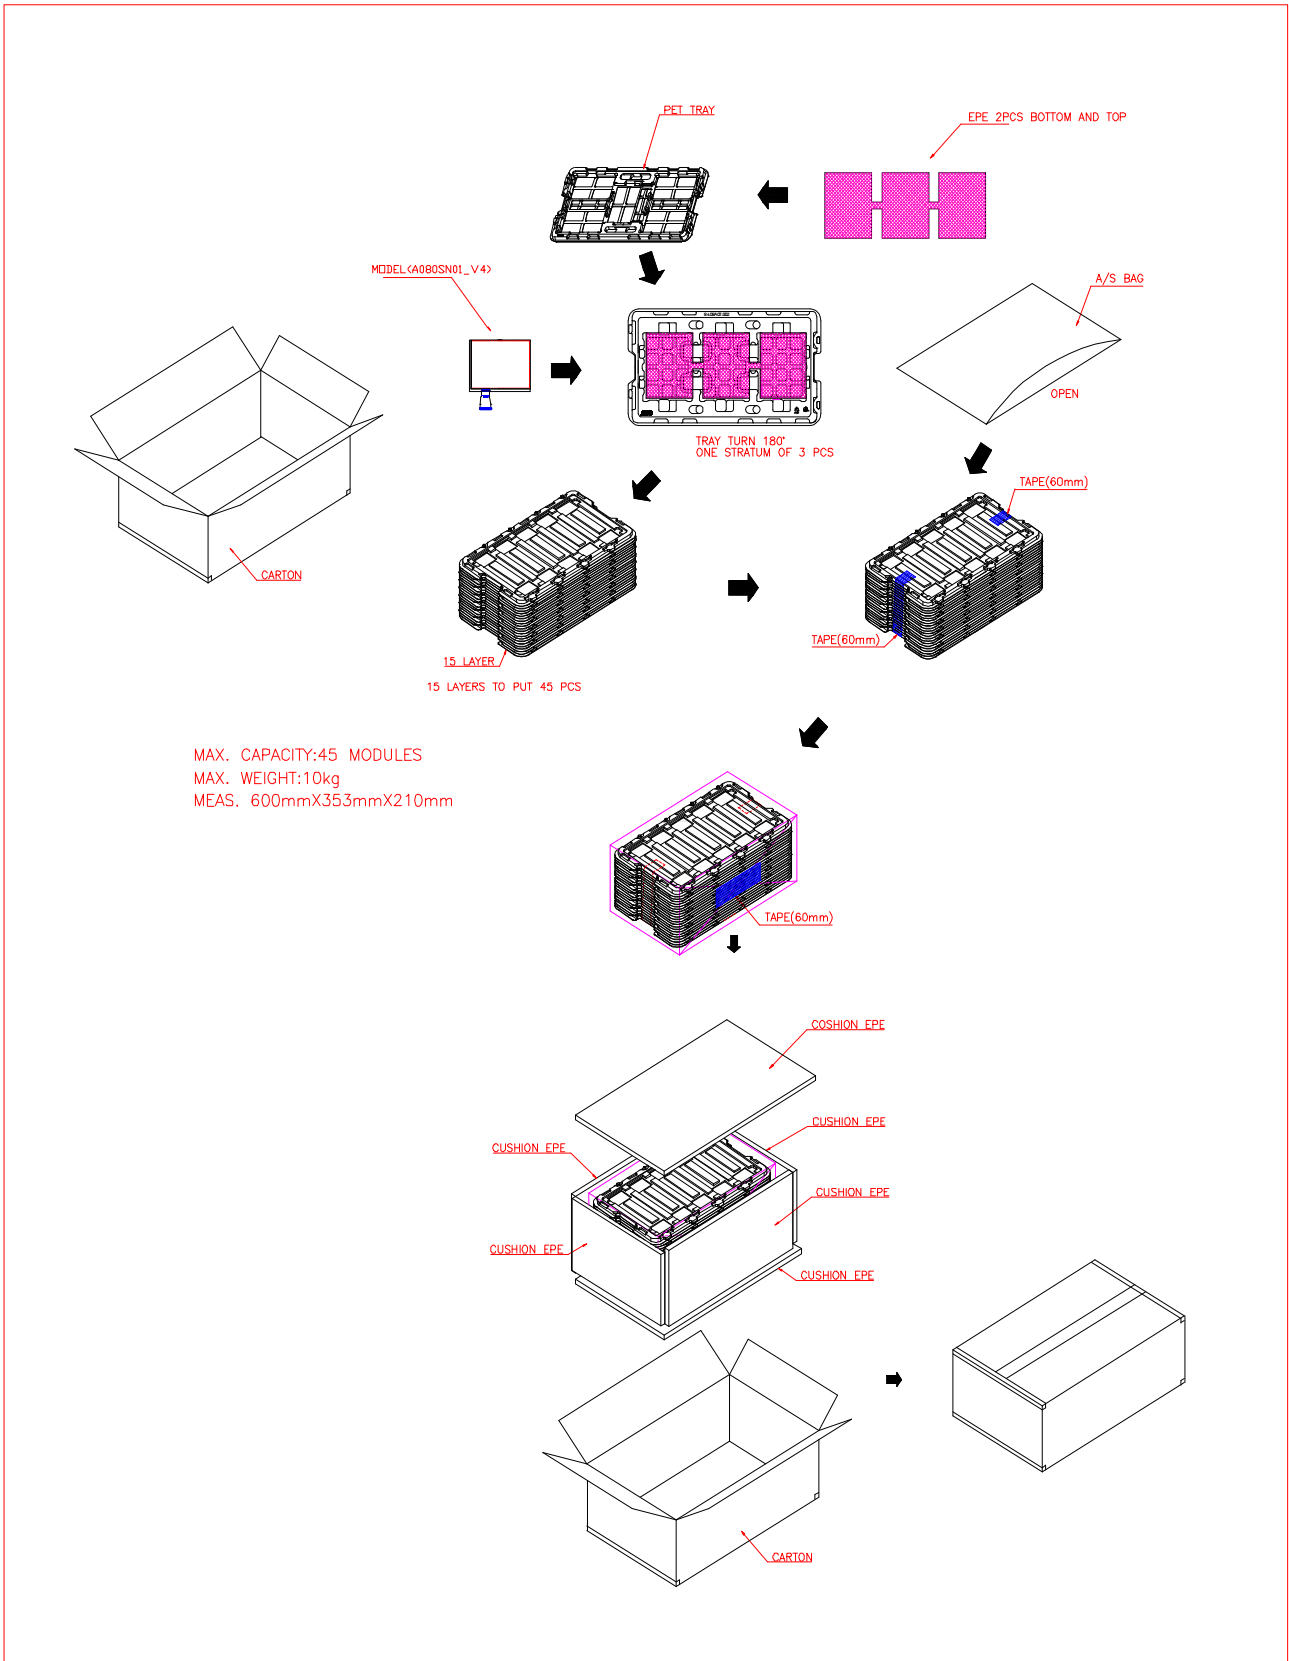 PET TRAY
EPE 2PCS BOTTOM AND TOP
MODEL(A080SN01_V4)
A/S BAG
OPEN
TRAY TURN 180°
ONE STRATUM OF 3 PCS
TAPE(60mm)
CARTON
TAPE(60mm)
15 LAYER
15 LAYERS TO PUT 45 PCS
MAX. CAPACITY:45 MODULES
MAX. WEIGHT:10kg
MEAS. 600mmX353mmX210mm
TAPE(60mm)
COSHION EPE
CUSHION EPE
CUSHION EPE
CUSHION EPE
CUSHION EPE
CUSHION EPE
CARTON